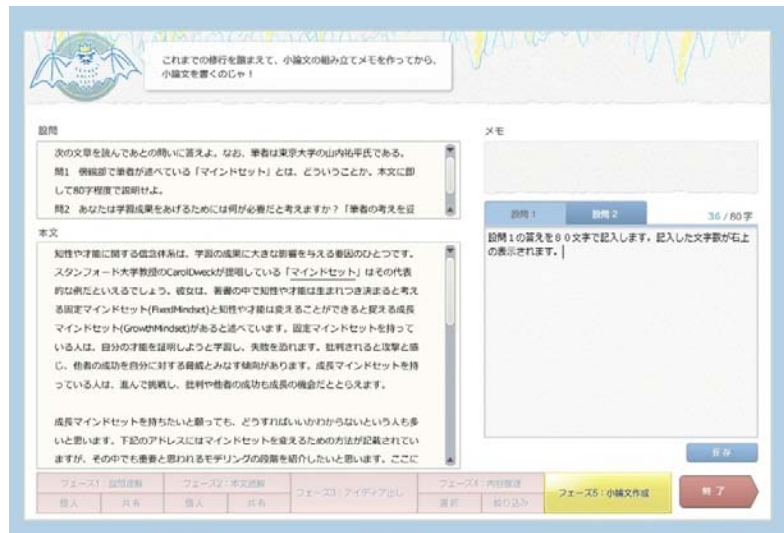 これまでの修行を踏まえて、小論文の組み立てメモを作ってから、
小論文を書くのじゃ！
設問
次の文章を読んであとの問いに答えよ。なお、筆者は東京大学の山内祐平氏である。
問1 傍線部で筆者が述べている「マインドセット」とは、どういうことか。本文に即
して80字程度で説明せよ。
問2 あなたは学習成果をあげるためには何が必要だと考えますか？「筆者の考えを妥
本文
知性や才能に関する信念体系は、学習の成果に大きな影響を与える要因のひとつです。
スタンフォード大学教授のCarolDweckが提唱している「マインドセット」はその代表
的な例だといえるでしょう。彼女は、著書の中で知性や才能は生まれつき決まると考え
る固定マインドセット(FixedMindset)と知性や才能は変えることができると捉える成長
マインドセット(GrowthMindset)があると述べています。固定マインドセットを持って
いる人は、自分の才能を証明しようと学習し、失敗を恐れます。批判されると攻撃と感
じ、他者の成功を自分に対する脅威とみなす傾向があります。成長マインドセットを持
っている人は、進んで挑戦し、批判や他者の成功も成長の機会だととらえます。
成長マインドセットを持ちたいと願っても、どうすればいいかわからないという人も多
いと思います。下記のアドレスにはマインドセットを変えるための方法が記載されてい
ますが、その中でも重要と思われるモデリングの段階を紹介したいと思います。ここに
メモ
設問 1
設問 2
36 / 80字
設問1の答えを80文字で記入します。記入した文字数が右上
の表示されます。
保存
フェーズ1：設問読解
個人
共有
フェーズ2：本文読解
個人
共有
フェーズ3：アイディア出し
フェーズ4：内容整理
選択
絞り込み
フェーズ5：小論文作成
終了